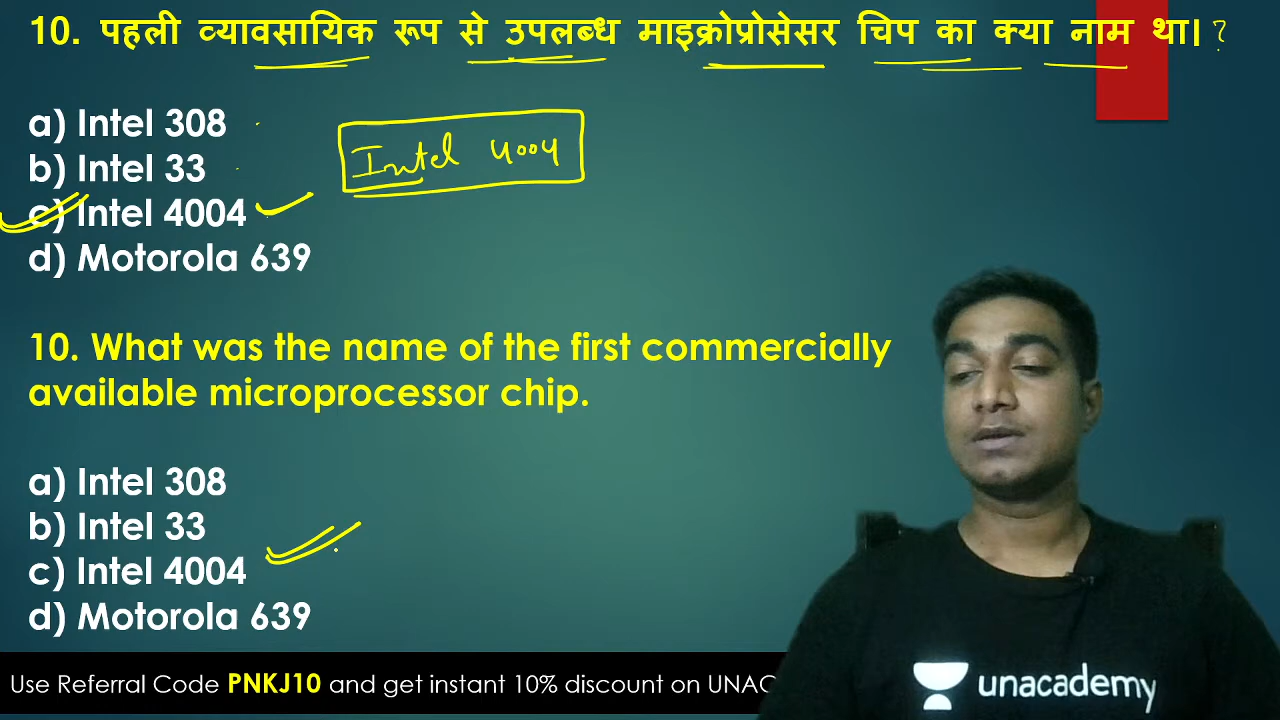 10. पहली व्यावसायिक रूप से उपलब्ध माइक्रोप्रोसेसर चिप का क्या नाम था। ?
a) Intel 308
b) Intel 33
c) Intel 4004
d) Motorola 639
Intel 4004
10. What was the name of the first commercially
available microprocessor chip.
a) Intel 308
b) Intel 33
c) Intel 4004
d) Motorola 639
Use Referral Code PNKJ10 and get instant 10% discount on UNAC
unacademy